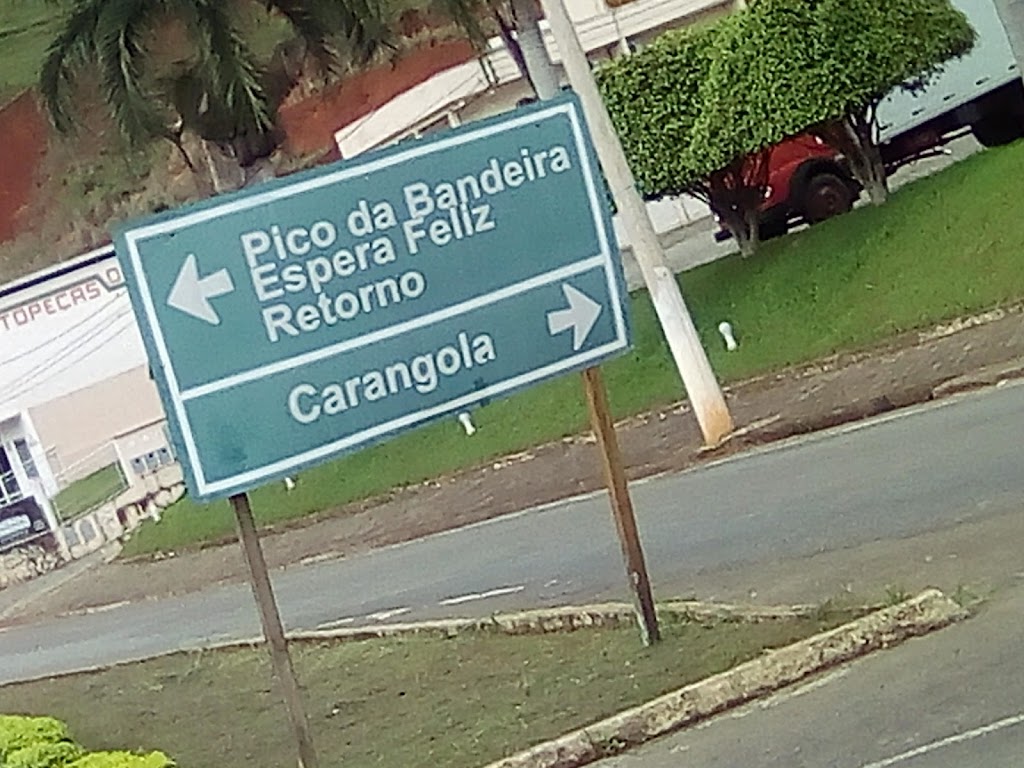 Pico da Bandeira
Espera Feliz
Retorno
Carangola
TOPECAS